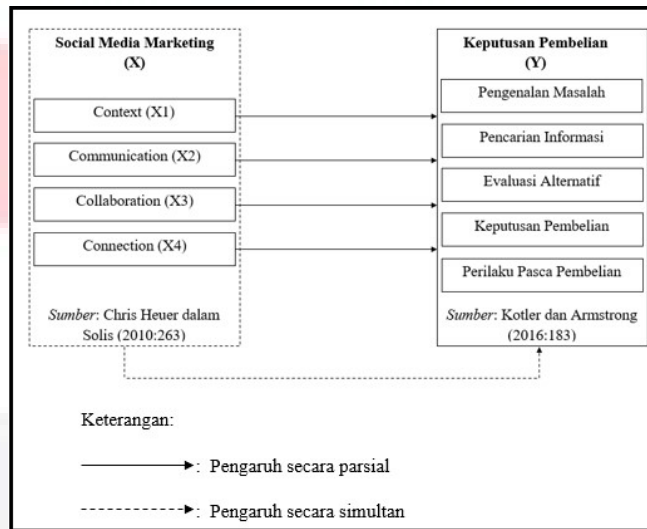 Social Media Marketing
(X)
Context (X1)
Communication (X2)
Collaboration (X3)
Connection (X4)
Sumber: Chris Heuer dalam
Solis (2010:263)
Keputusan Pembelian
(Y)
Pengenalan Masalah
Pencarian Informasi
Evaluasi Alternatif
Keputusan Pembelian
Perilaku Pasca Pembelian
Sumber: Kotler dan Armstrong
(2016:183)
Keterangan:
: Pengaruh secara parsial
: Pengaruh secara simultan